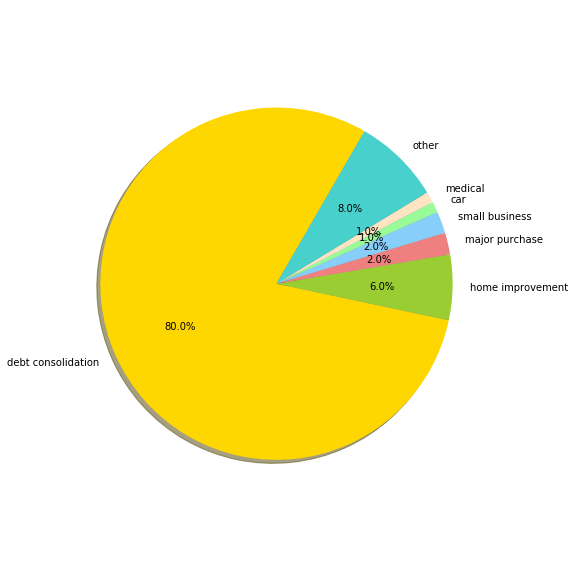 other
medical
car
small business
major purchase
home improvement
debt consolidation
8.0%
1.0%
1.0%
2.0%
2.0%
6.0%
80.0%